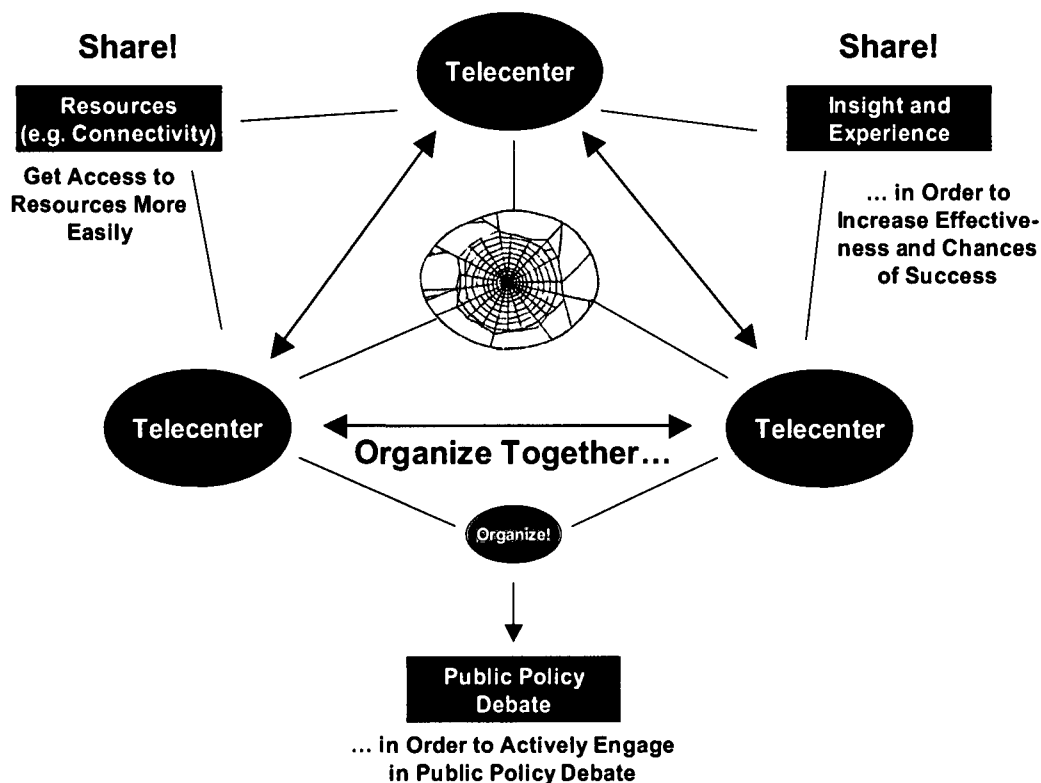 Share!
Telecenter
Share!
Resources
(e.g. Connectivity)
Insight and
Experience
Get Access to
Resources More
Easily
… in Order to
Increase Effective-
ness and Chances
of Success
Telecenter
Telecenter
Organize Together…
Organize!
Public Policy
Debate
… in Order to Actively Engage
in Public Policy Debate